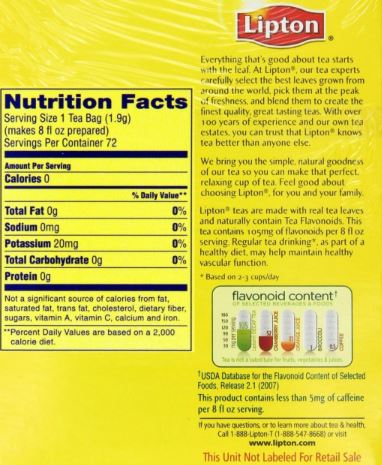 Lipton®
Everything that's good about tea starts
with the leaf. At Lipton®, our tea experts
carefully select the best leaves grown from
around the world, pick them at the peak
of freshness, and blend them to create the
finest quality, great tasting teas. With over
100 years of experience and our own tea
estates, you can trust that Lipton® knows
tea better than anyone else.
We bring you the simple, natural goodness
of our tea so you can make that perfect,
relaxing cup of tea. Feel good about
choosing Lipton®, for you and your family.
Lipton® teas are made with real tea leaves
and naturally contain Tea Flavonoids. This
tea contains 105mg of flavonoids per 8 fl oz
serving. Regular tea drinking*, as part of a
healthy diet, may help maintain healthy
vascular function.
* Based on 2-3 cups/day
Nutrition Facts
Serving Size 1 Tea Bag (1.9g)
(makes 8 fl oz prepared)
Servings Per Container 72
Amount Per Serving
Calories 0
% Daily Value**
Total Fat 0g 0%
Sodium 0mg 0%
Potassium 20mg 0%
Total Carbohydrate 0g 0%
Protein 0g
Not a significant source of calories from fat,
saturated fat, trans fat, cholesterol, dietary fiber,
sugars, vitamin A, vitamin C, calcium and iron.
**Percent Daily Values are based on a 2,000
calorie diet.
flavonoid content†
OF SELECTED BEVERAGES & FOODS
105
CRANBERRY JUICE
ORANGE JUICE
BROCCOLI
COFFEE
Tea is not a substitute for fruits, vegetables & juices
†USDA Database for the Flavonoid Content of Selected
Foods, Release 2.1 (2007)
This product contains less than 5mg of caffeine
per 8 fl oz serving.
If you have questions, or to learn more about tea & health,
Call 1-888-Lipton-T (1-888-547-8668) or visit
www.lipton.com
This Unit Not Labeled For Retail Sale